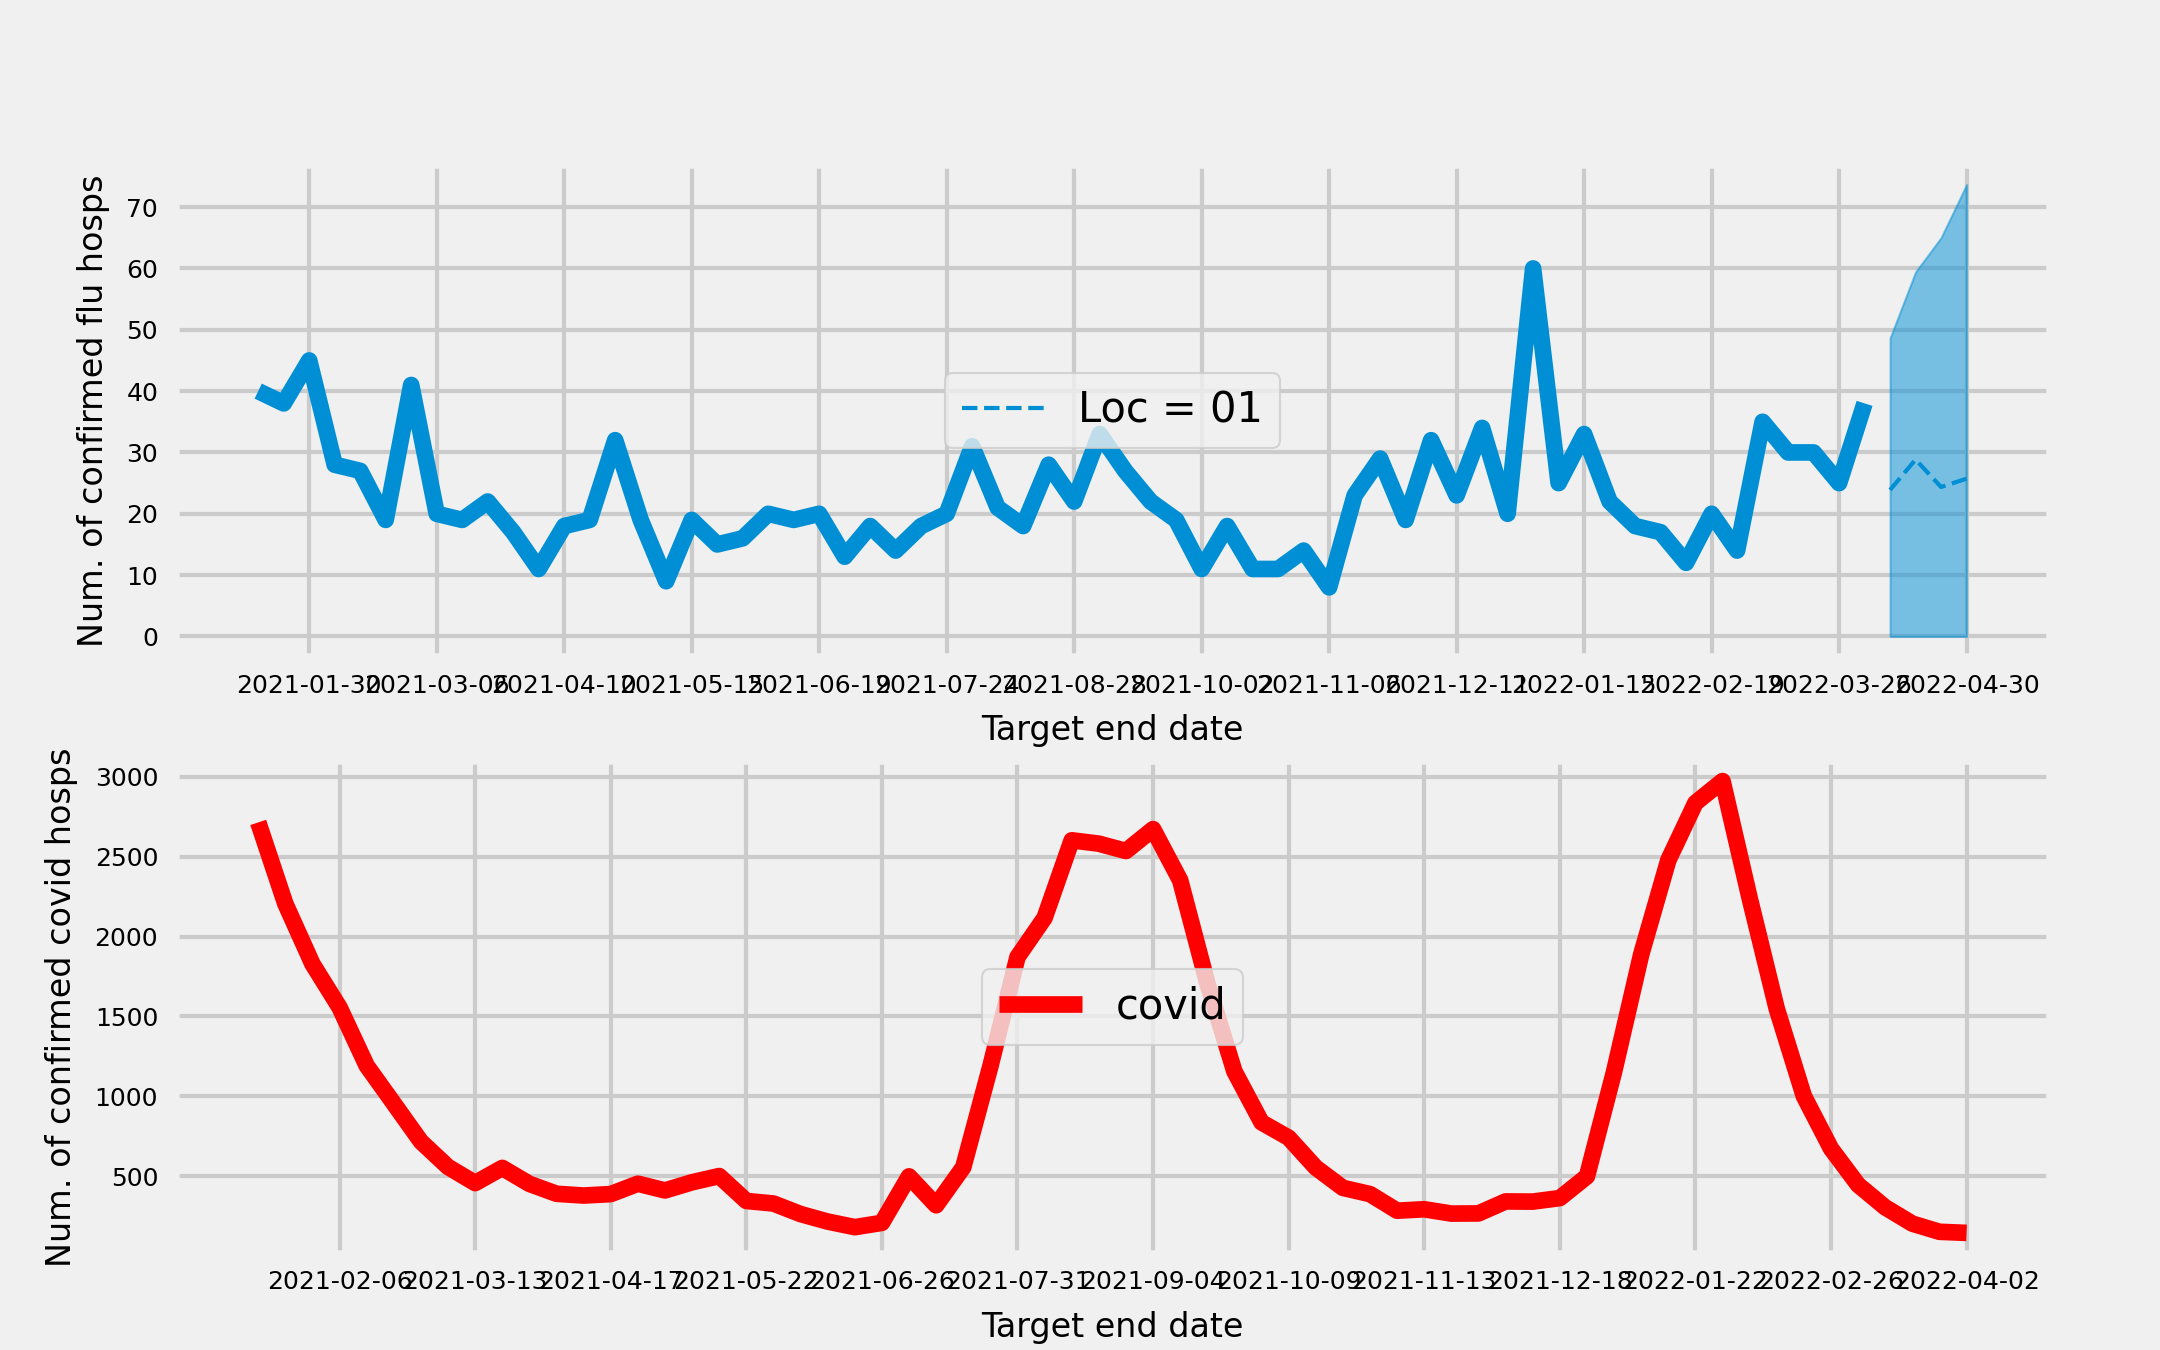 Num. of confirmed flu hosps
70
60
50
40
30
20
10
0
Loc = 01
2021-01-30 2021-03-06 2021-04-10 2021-05-15 2021-06-19 2021-07-24 2021-08-28 2021-10-02 2021-11-06 2021-12-11 2022-01-15 2022-02-19 2022-03-26 2022-04-30
Target end date
Num. of confirmed covid hosps
3000
2500
2000
1500
1000
500
covid
2021-02-06 2021-03-13 2021-04-17 2021-05-22 2021-06-26 2021-07-31 2021-09-04 2021-10-09 2021-11-13 2021-12-18 2022-01-22 2022-02-26 2022-04-02
Target end date